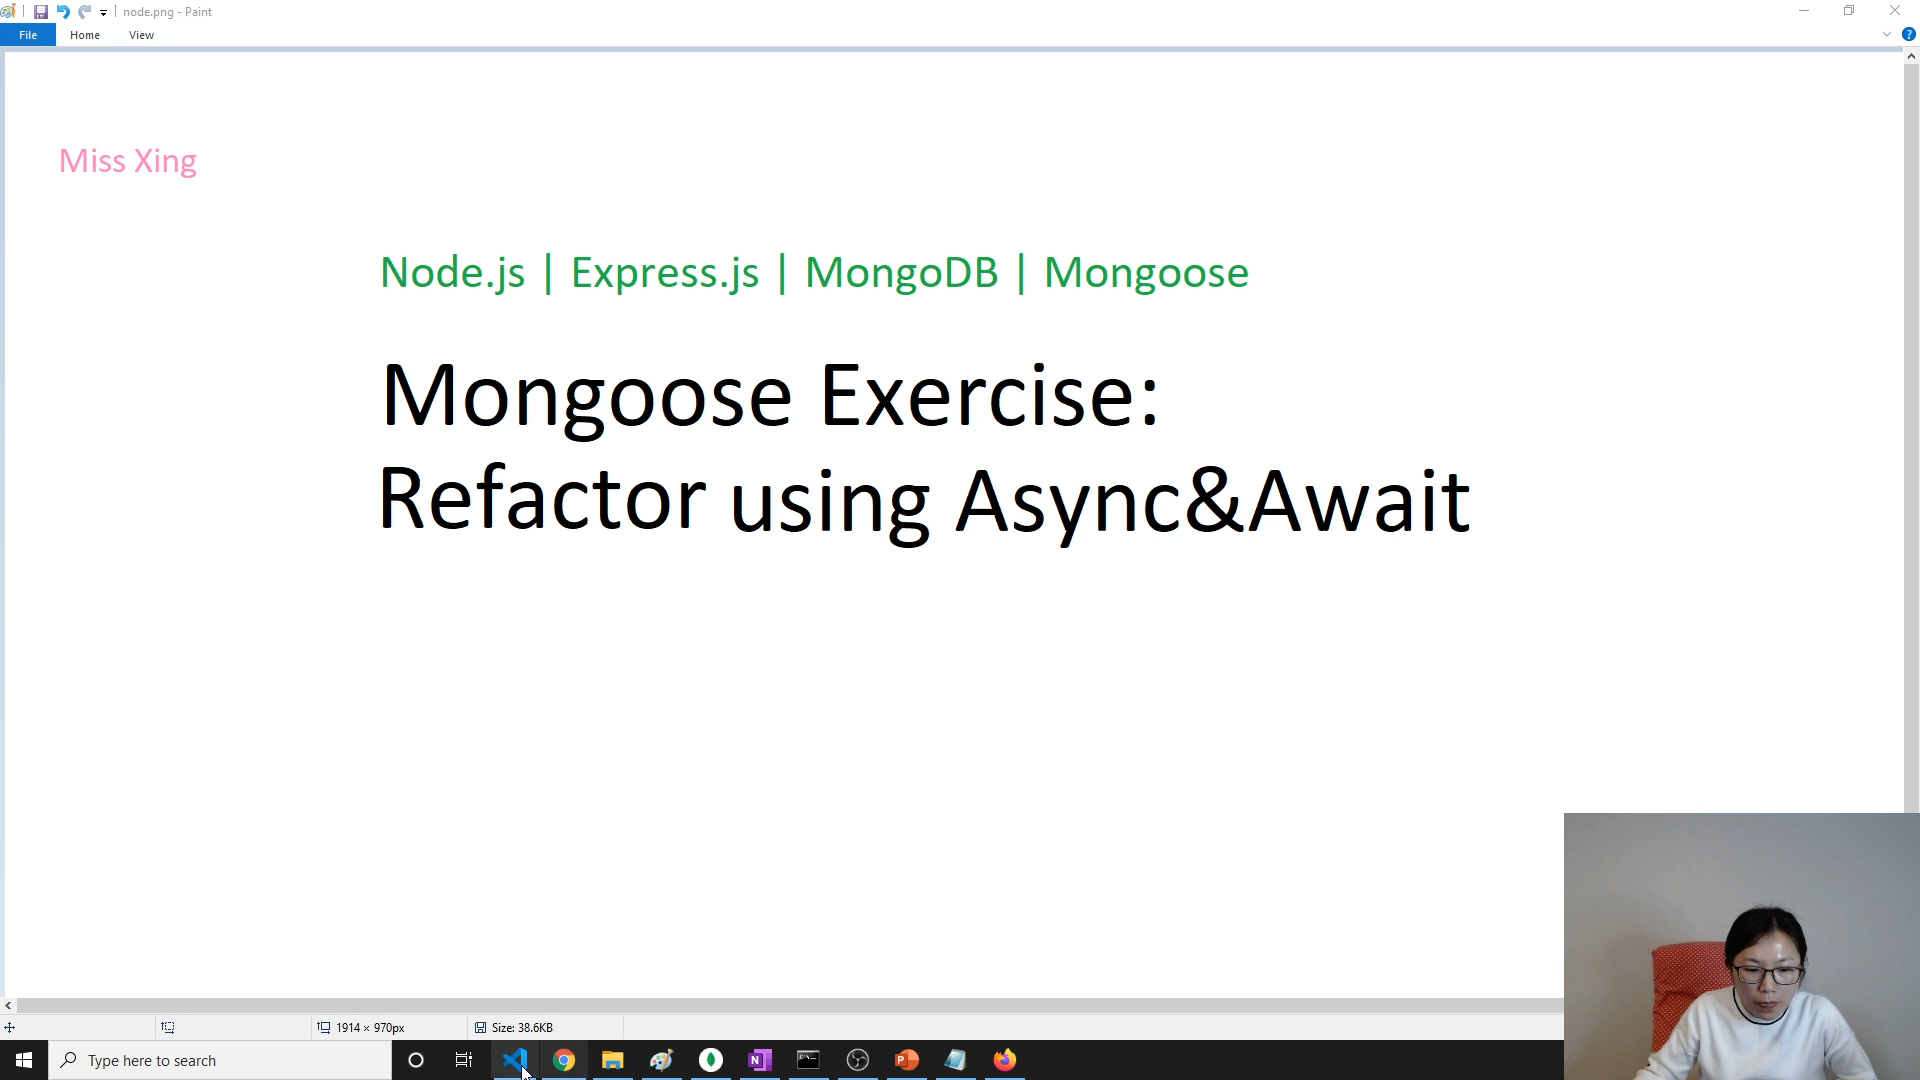 node.png - Paint
File Home View
Miss Xing
Node.js | Express.js | MongoDB | Mongoose
Mongoose Exercise:
Refactor using Async&Await
1914 × 970px Size: 38.6KB
Type here to search